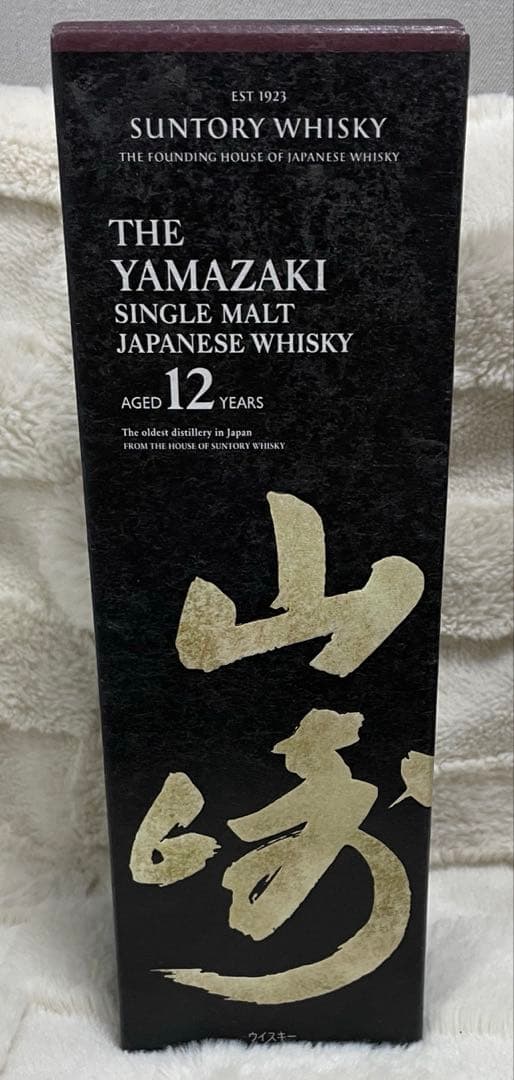 EST 1923
SUNTORY WHISKY
THE FOUNDING HOUSE OF JAPANESE WHISKY
THE
YAMAZAKI
SINGLE MALT
JAPANESE WHISKY
AGED 12 YEARS
The oldest distillery in Japan
FROM THE HOUSE OF SUNTORY WHISKY
山
崎
ウイスキー